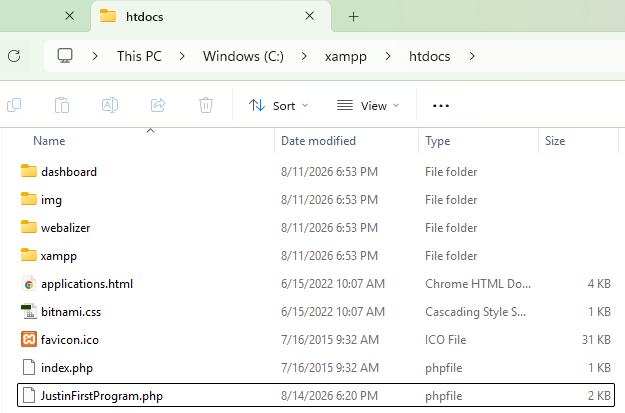 htdocs
This PC > Windows (C:) > xampp > htdocs >
Sort View
Name Date modified Type Size
dashboard 8/11/2026 6:53 PM File folder
img 8/11/2026 6:53 PM File folder
webalizer 8/11/2026 6:53 PM File folder
xampp 8/11/2026 6:53 PM File folder
applications.html 6/15/2022 10:07 AM Chrome HTML Do... 4 KB
bitnami.css 6/15/2022 10:07 AM Cascading Style S... 1 KB
favicon.ico 7/16/2015 9:32 AM ICO File 31 KB
index.php 7/16/2015 9:32 AM phpfile 1 KB
JustinFirstProgram.php 8/14/2026 6:20 PM phpfile 2 KB